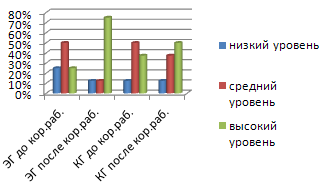 80%
70%
60%
50%
40%
30%
20%
10%
0%
ЭГ до кор.раб.
ЭГ после кор.раб.
КГ до кор.раб.
КГ после кор.раб.
низкий уровень
средний
уровень
высокий
уровень